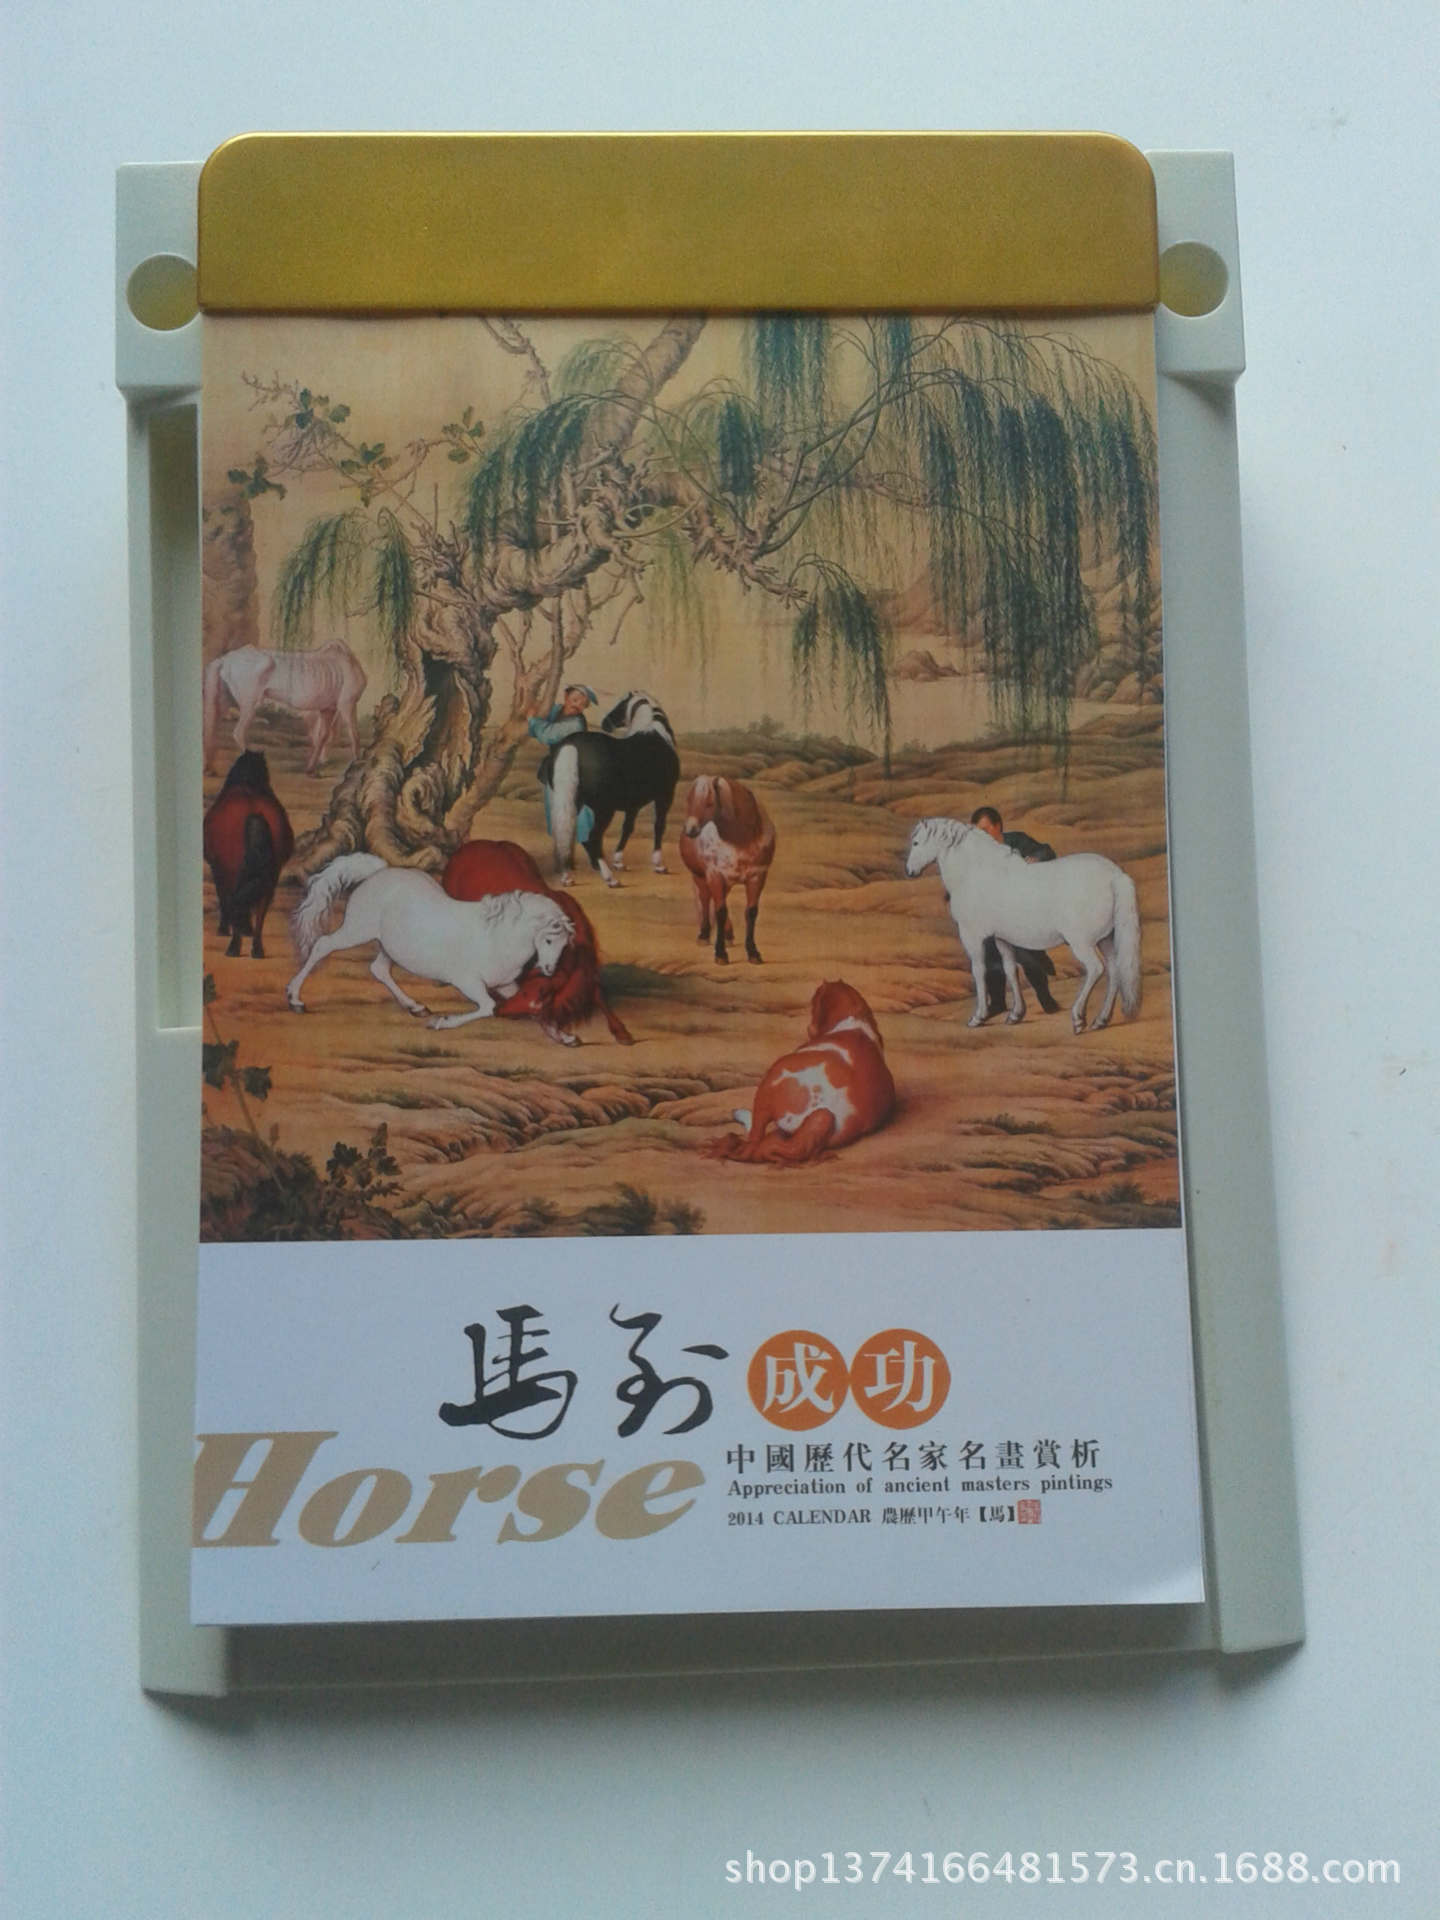 馬到成功
Horse
中國歷代名家名畫賞析
Appreciation of ancient masters pintings
2014 CALENDAR 農歷甲午年【馬】
shop1374166481573.cn.1688.com